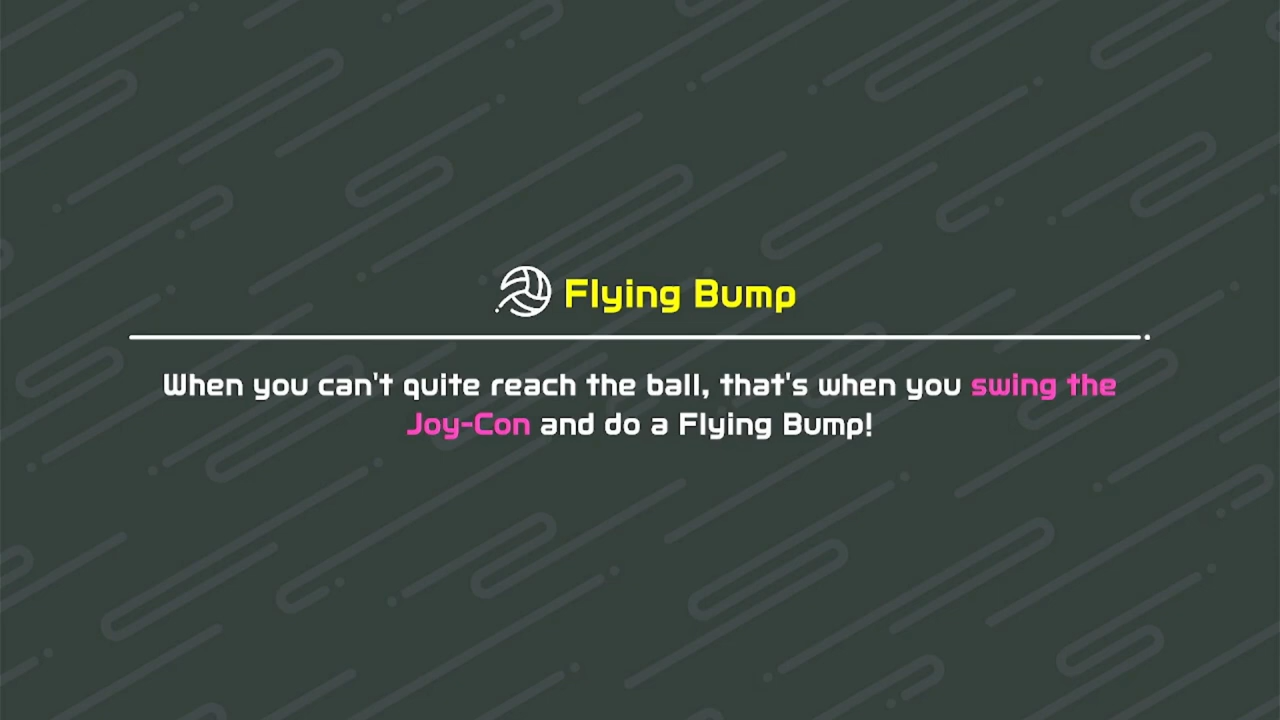 Flying Bump
When you can't quite reach the ball, that's when you swing the
Joy-Con and do a Flying Bump!